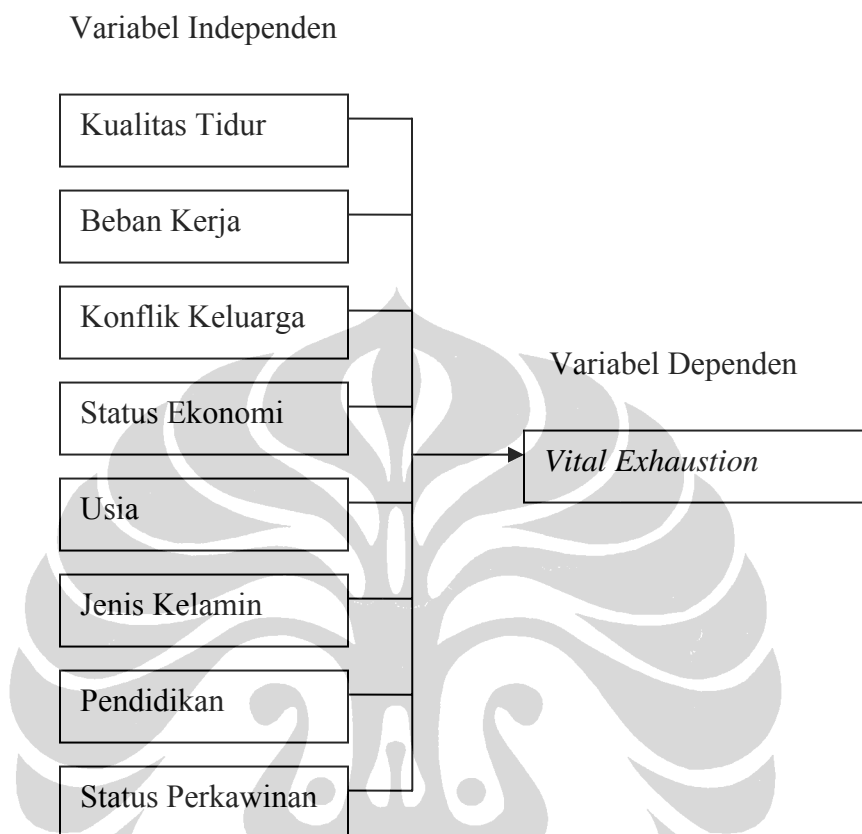 Variabel Independen
Kualitas Tidur
Beban Kerja
Konflik Keluarga
Status Ekonomi
Usia
Jenis Kelamin
Pendidikan
Status Perkawinan
Variabel Dependen
Vital Exhaustion